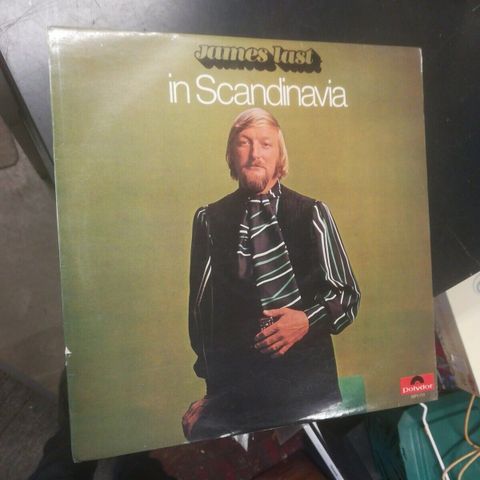 James Last
in Scandinavia
Polydor